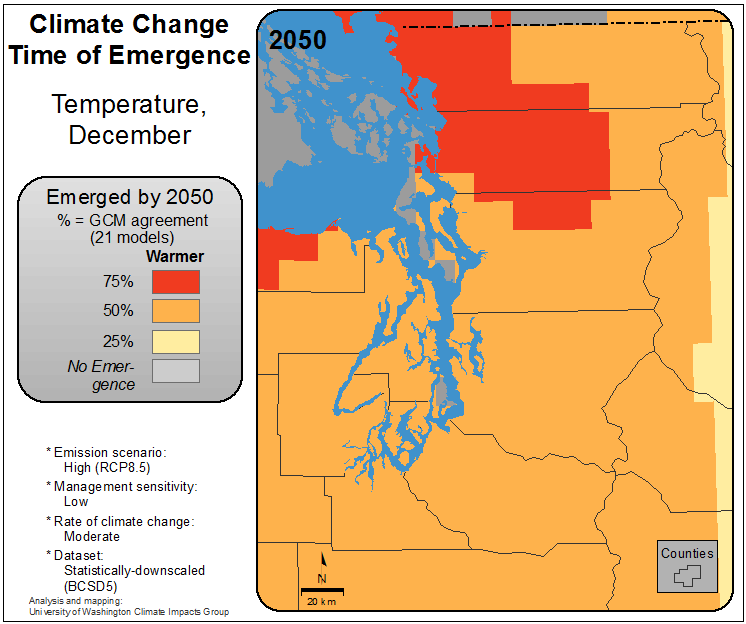 Climate Change
Time of Emergence
Temperature,
December
Emerged by 2050
% = GCM agreement
(21 models)
Warmer
75%
50%
25%
No Emer-
gence
* Emission scenario:
High (RCP8.5)
* Management sensitivity:
Low
* Rate of climate change:
Moderate
* Dataset:
Statistically-downscaled
(BCSD5)
Analysis and mapping:
University of Washington Climate Impacts Group
2050
N
20 km
Counties